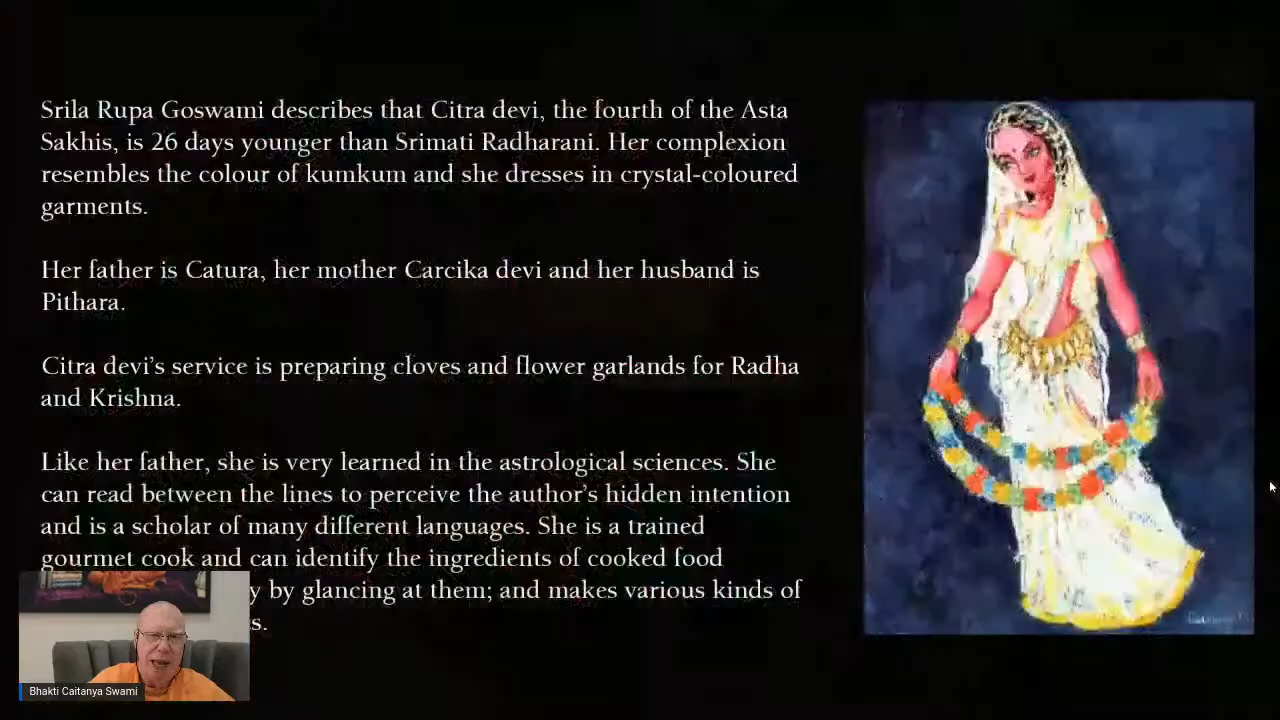 Srila Rupa Goswami describes that Citra devi, the fourth of the Asta
Sakhis, is 26 days younger than Srimati Radharani. Her complexion
resembles the colour of kumkum and she dresses in crystal-coloured
garments.
Her father is Catura, her mother Carcika devi and her husband is
Pithara.
Citra devi's service is preparing cloves and flower garlands for Radha
and Krishna.
Like her father, she is very learned in the astrological sciences. She
can read between the lines to perceive the author's hidden intention
and is a scholar of many different languages. She is a trained
gourmet cook and can identify the ingredients of cooked food
y by glancing at them; and makes various kinds of
s.
Bhakti Caitanya Swami